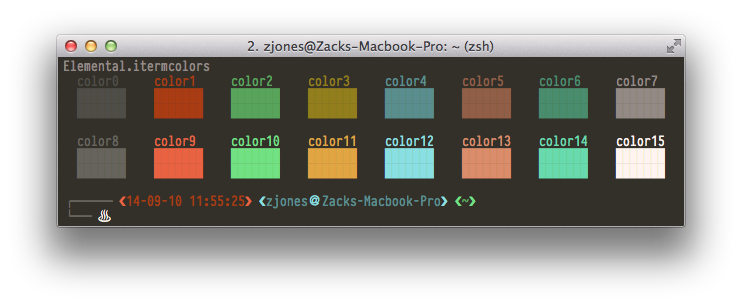 2. zjones@Zacks-Macbook-Pro: ~ (zsh)
Elemental.itermcolors
color0 color1 color2 color3 color4 color5 color6 color7
color8 color9 color10 color11 color12 color13 color14 color15
❮14-09-10 11:55:25❯ ❮zjones@Zacks-Macbook-Pro❯ ❮~❯
♨